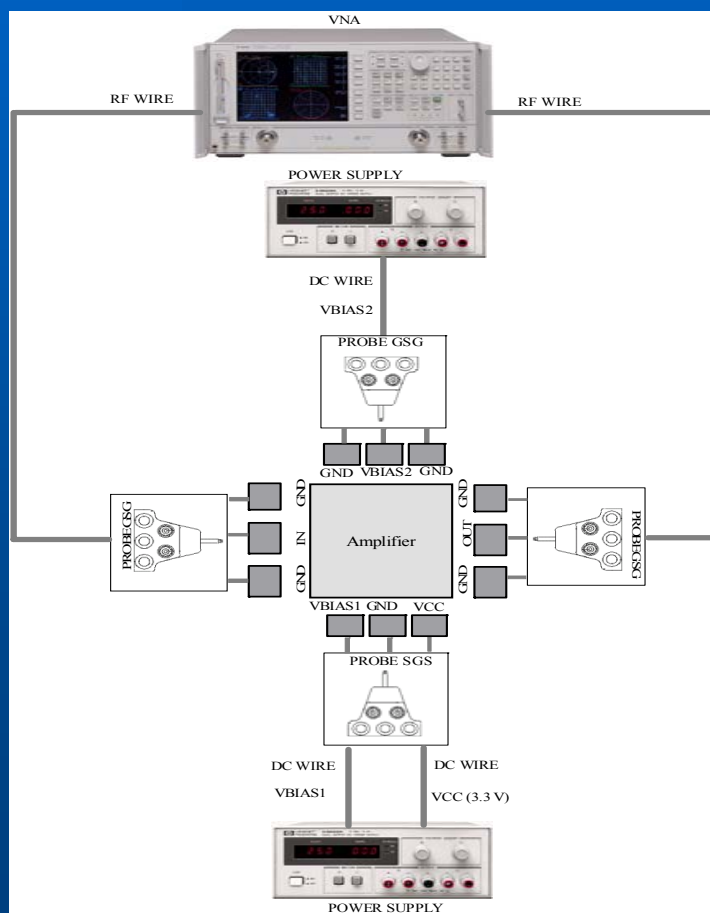 VNA
RF WIRE
RF WIRE
POWER SUPPLY
DC WIRE
VBIAS2
PROBE GSG
GND VBIAS2 GND
PROBEGSG
GND
IN
GND
Amplifier
GND
OUT
GND
PROBEGSG
VBIAS1 GND VCC
PROBE SGS
DC WIRE
VBIAS1
DC WIRE
VCC (3.3 V)
POWER SUPPLY